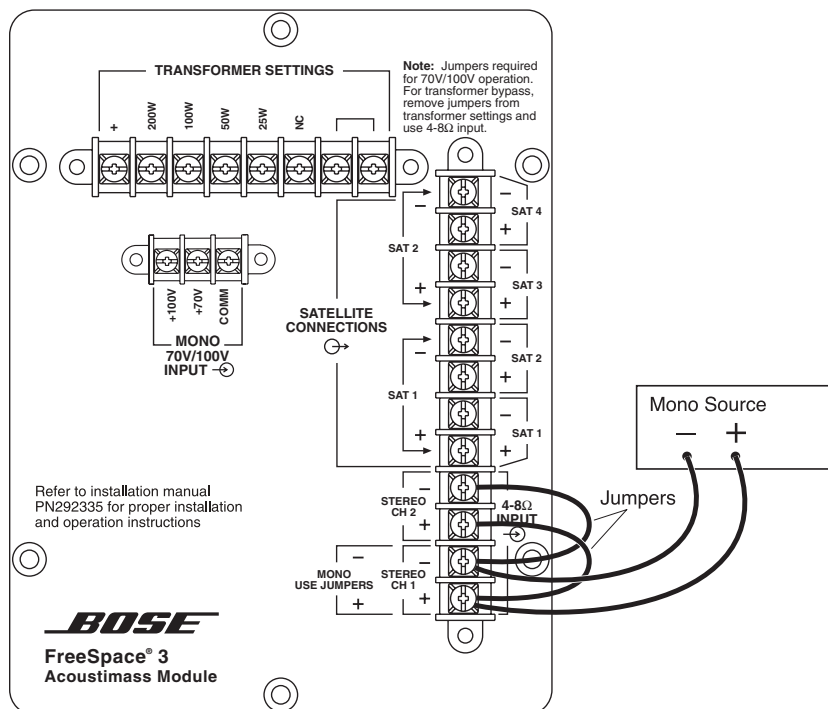 TRANSFORMER SETTINGS
+
200W
100W
50W
25W
NC
Note: Jumpers required
for 70V/100V operation.
For transformer bypass,
remove jumpers from
transformer settings and
use 4-8Ω input.
−
SAT 4
+
−
SAT 2
+
−
SAT 3
+
+100V
+70V
COMM
MONO
70V/100V
INPUT
SATELLITE
CONNECTIONS
−
SAT 1
+
−
SAT 2
+
−
SAT 1
+
Mono Source
− +
Refer to installation manual
PN292335 for proper installation
and operation instructions
−
STEREO
CH 2
+
4-8Ω
INPUT
Jumpers
−
MONO
USE JUMPERS
+
−
STEREO
CH 1
+
BOSE
FreeSpace® 3
Acoustimass Module